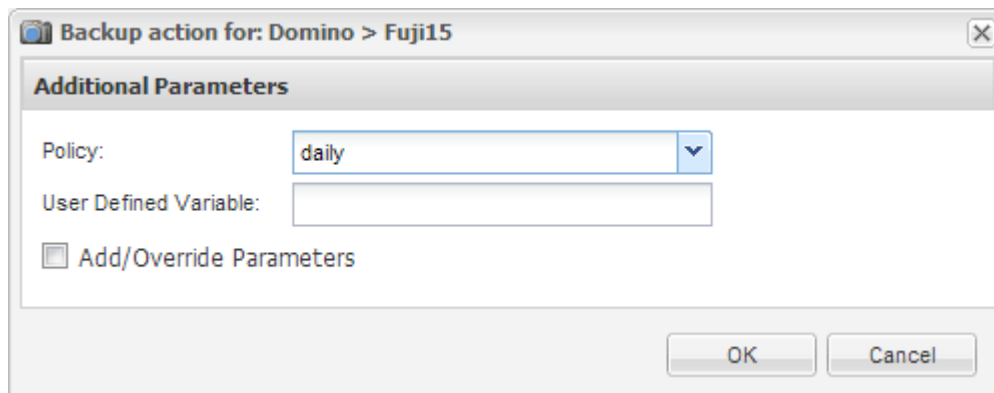 Backup action for: Domino > Fuji15
Additional Parameters
Policy: daily
User Defined Variable:
Add/Override Parameters
OK Cancel